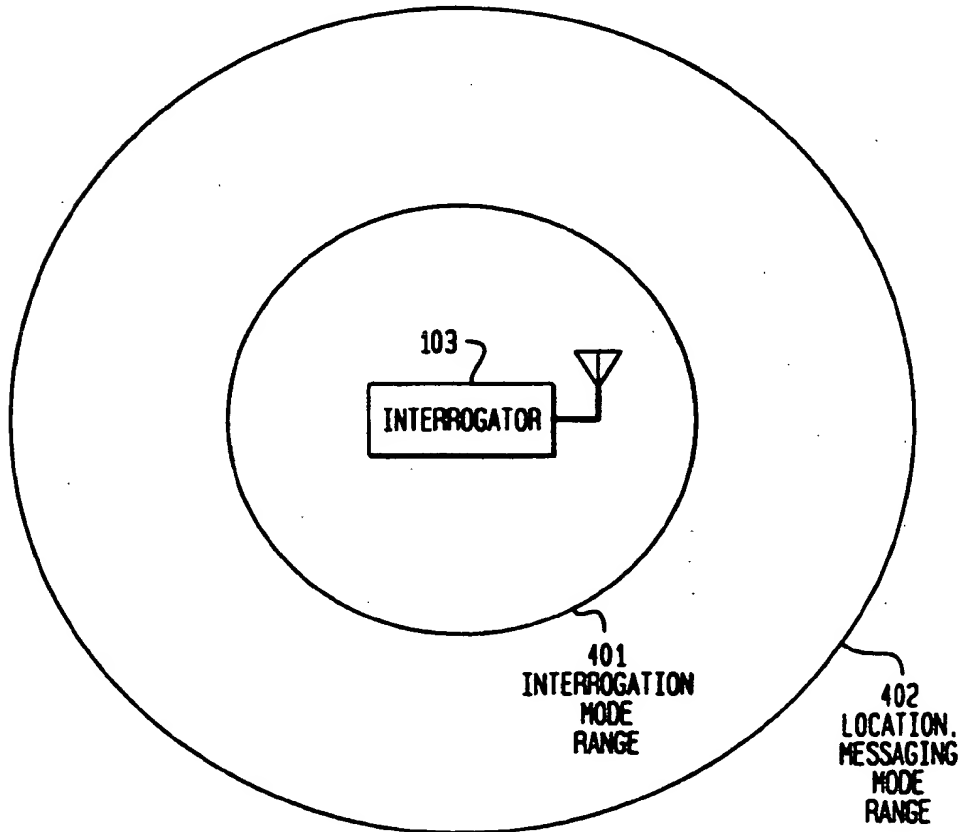 103
INTERROGATOR
401
INTERROGATION
MODE
RANGE
402
LOCATION.
MESSAGING
MODE
RANGE